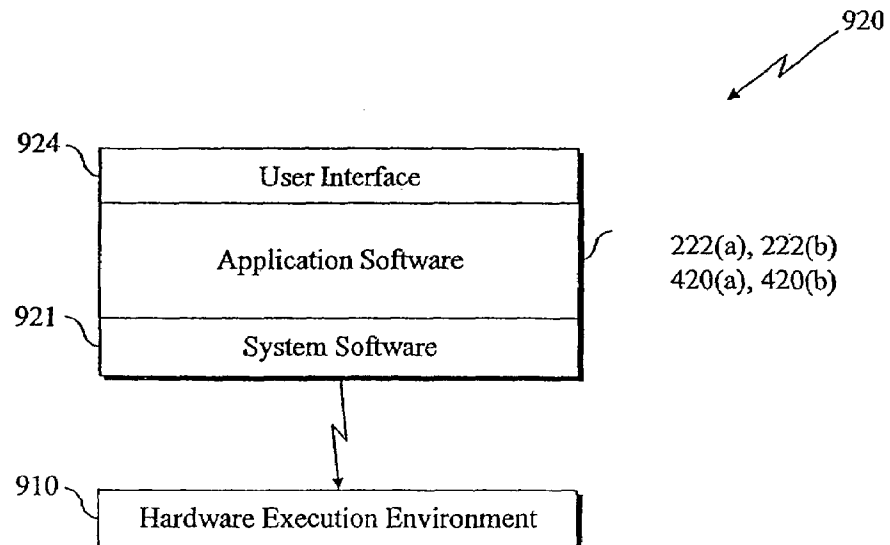 920
924
User Interface
Application Software
222(a), 222(b)
420(a), 420(b)
921
System Software
910
Hardware Execution Environment